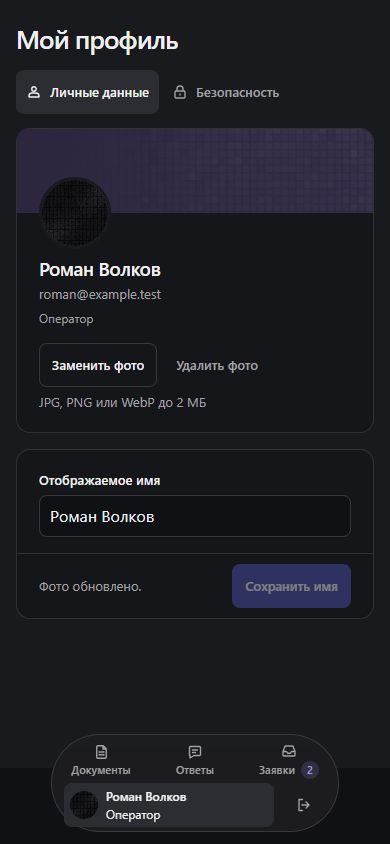 Мой профиль
Личные данные
Безопасность
Роман Волков
roman@example.test
Оператор
Заменить фото
Удалить фото
JPG, PNG или WebP до 2 МБ
Отображаемое имя
Роман Волков
Фото обновлено.
Сохранить имя
Документы
Ответы
Заявки 2
Роман Волков
Оператор